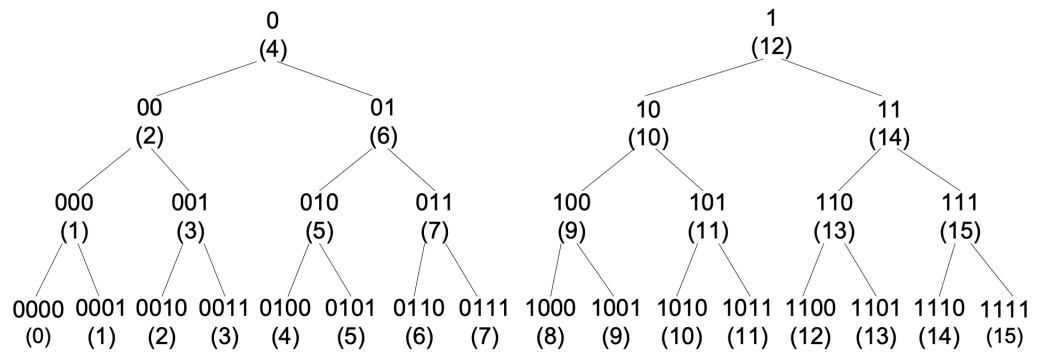 0 1
(4) (12)
00 01 10 11
(2) (6) (10) (14)
000 001 010 011 100 101 110 111
(1) (3) (5) (7) (9) (11) (13) (15)
0000 0001 0010 0011 0100 0101 0110 0111 1000 1001 1010 1011 1100 1101 1110 1111
(0) (1) (2) (3) (4) (5) (6) (7) (8) (9) (10) (11) (12) (13) (14) (15)